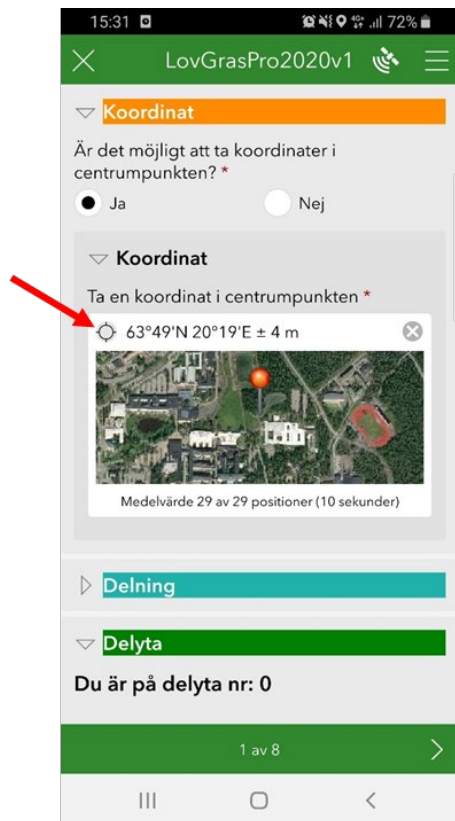 15:31 72%
LovGrasPro2020v1
Koordinat
Är det möjligt att ta koordinater i
centrumpunkten? *
Ja Nej
Koordinat
Ta en koordinat i centrumpunkten *
63°49'N 20°19'E ± 4 m
Medelvärde 29 av 29 positioner (10 sekunder)
Delning
Delyta
Du är på delyta nr: 0
1 av 8